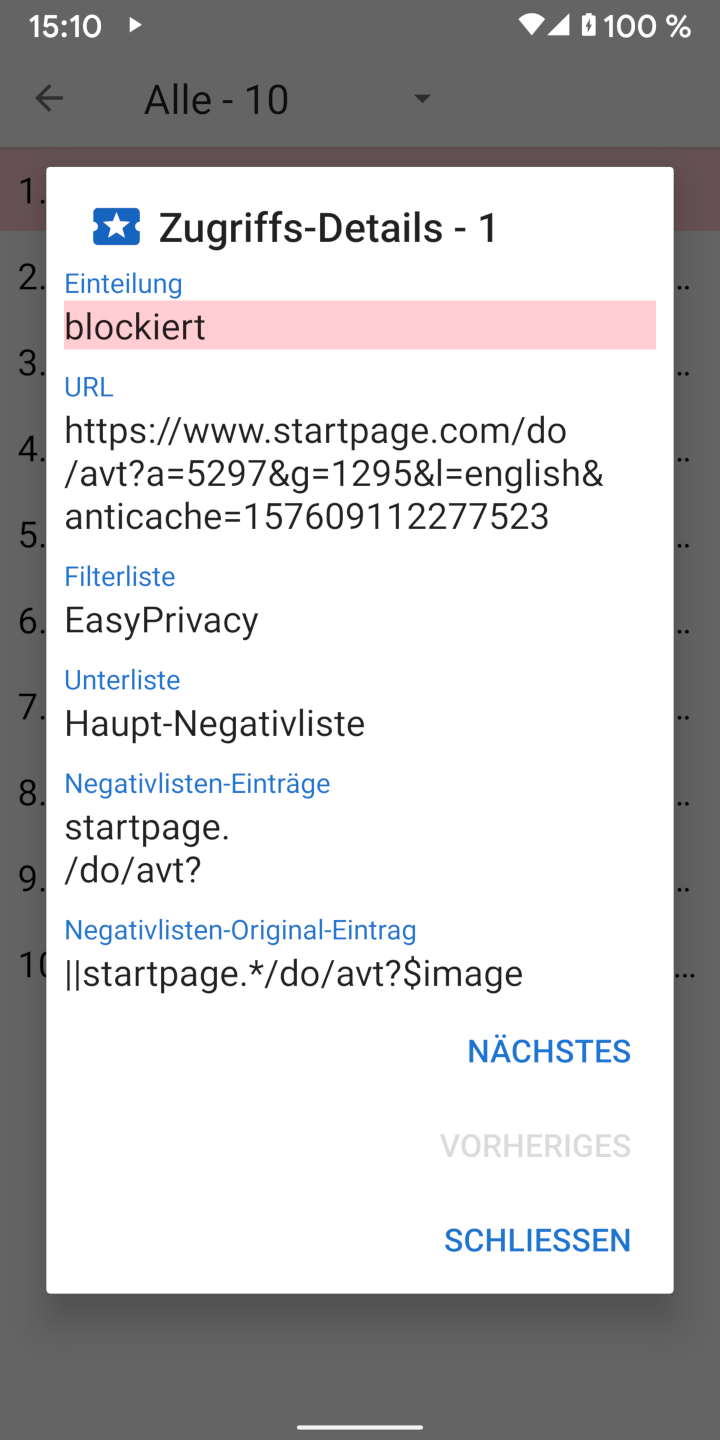 15:10
100 %
Alle - 10
1.
Zugriffs-Details - 1
2.
..
Einteilung
blockiert
3.
..
URL
https://www.startpage.com/do
4.
..
/avt?a=5297&g=1295&l=english&
anticache=157609112277523
5.
..
Filterliste
EasyPrivacy
6.
..
Unterliste
Haupt-Negativliste
7.
..
Negativlisten-Einträge
8.
..
startpage.
/do/avt?
9.
..
Negativlisten-Original-Eintrag
||startpage.*/do/avt?$image
10
...
NÄCHSTES
VORHERIGES
SCHLIESSEN